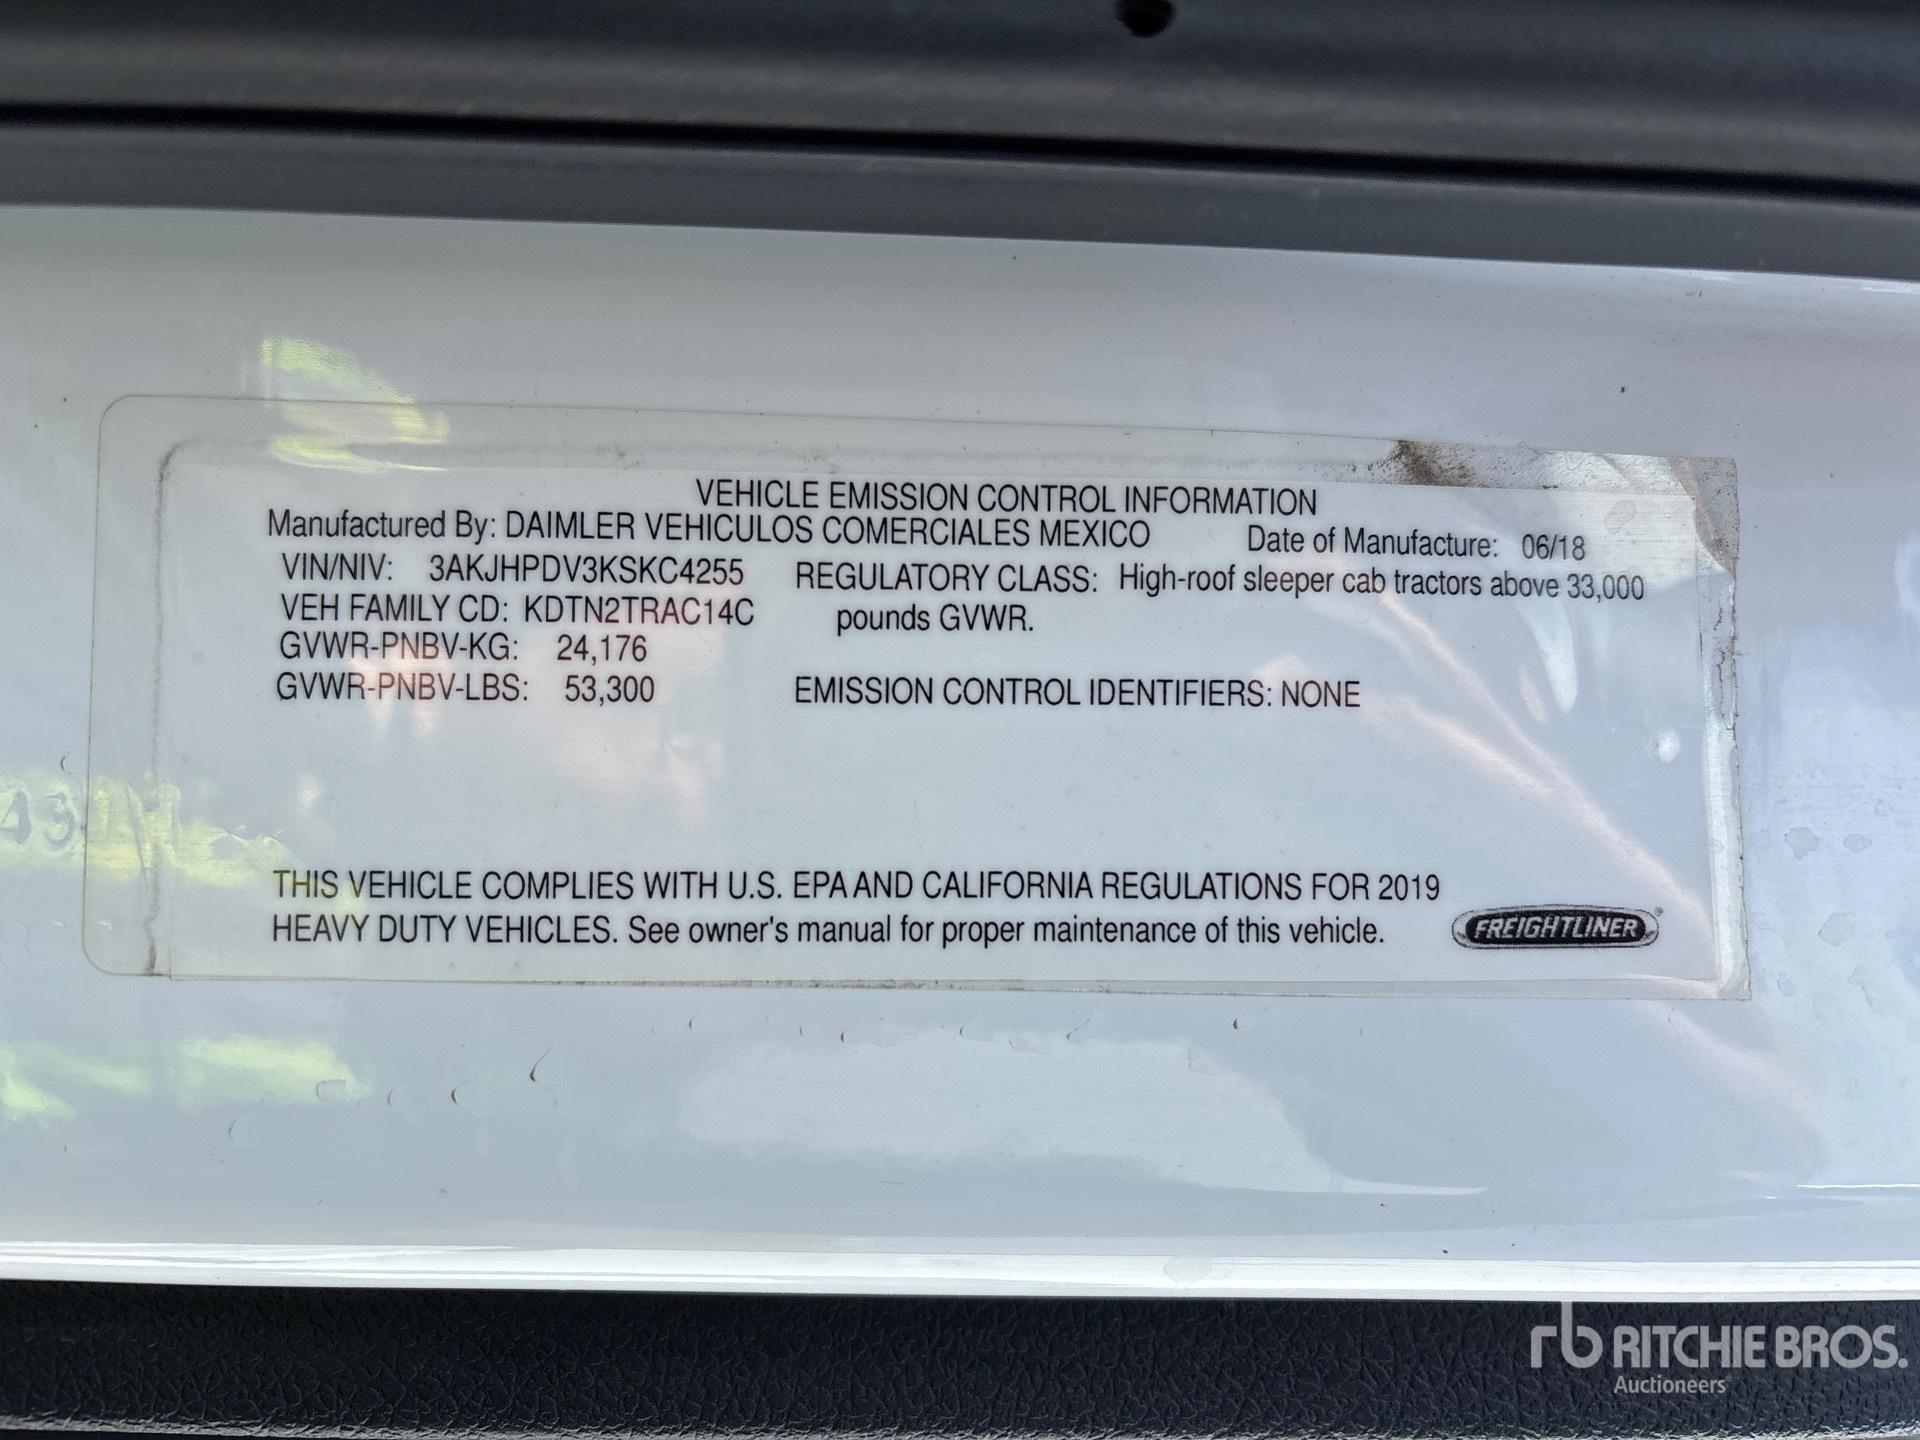 VEHICLE EMISSION CONTROL INFORMATION
Manufactured By: DAIMLER VEHICULOS COMERCIALES MEXICO Date of Manufacture: 06/18
VIN/NIV: 3AKJHPDV3KSKC4255 REGULATORY CLASS: High-roof sleeper cab tractors above 33,000
VEH FAMILY CD: KDTN2TRAC14C pounds GVWR.
GVWR-PNBV-KG: 24,176
GVWR-PNBV-LBS: 53,300 EMISSION CONTROL IDENTIFIERS: NONE
43
THIS VEHICLE COMPLIES WITH U.S. EPA AND CALIFORNIA REGULATIONS FOR 2019
HEAVY DUTY VEHICLES. See owner's manual for proper maintenance of this vehicle.
FREIGHTLINER®
rb RITCHIE BROS.
Auctioneers